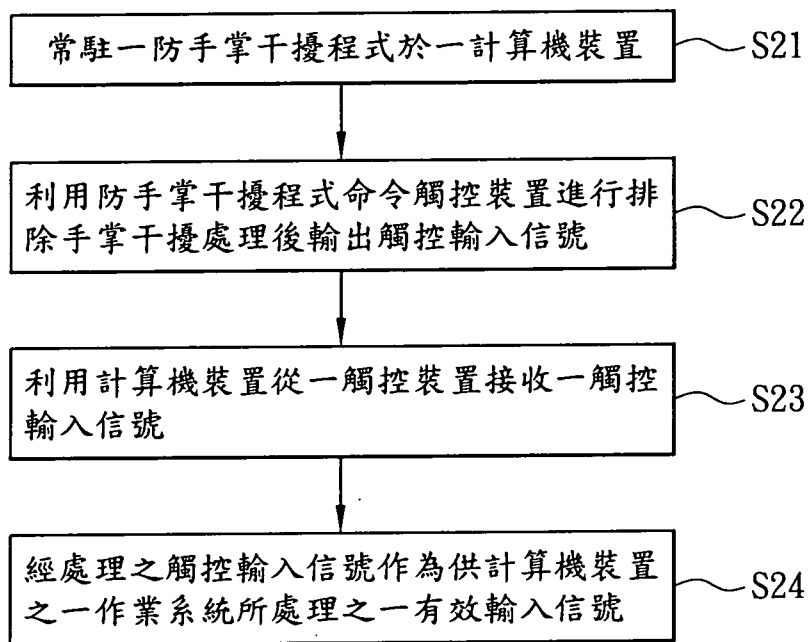 常駐一防手掌干擾程式於一計算機裝置
S21
利用防手掌干擾程式命令觸控裝置進行排
除手掌干擾處理後輸出觸控輸入信號
S22
利用計算機裝置從一觸控裝置接收一觸控
輸入信號
S23
經處理之觸控輸入信號作為供計算機裝置
之一作業系統所處理之一有效輸入信號
S24